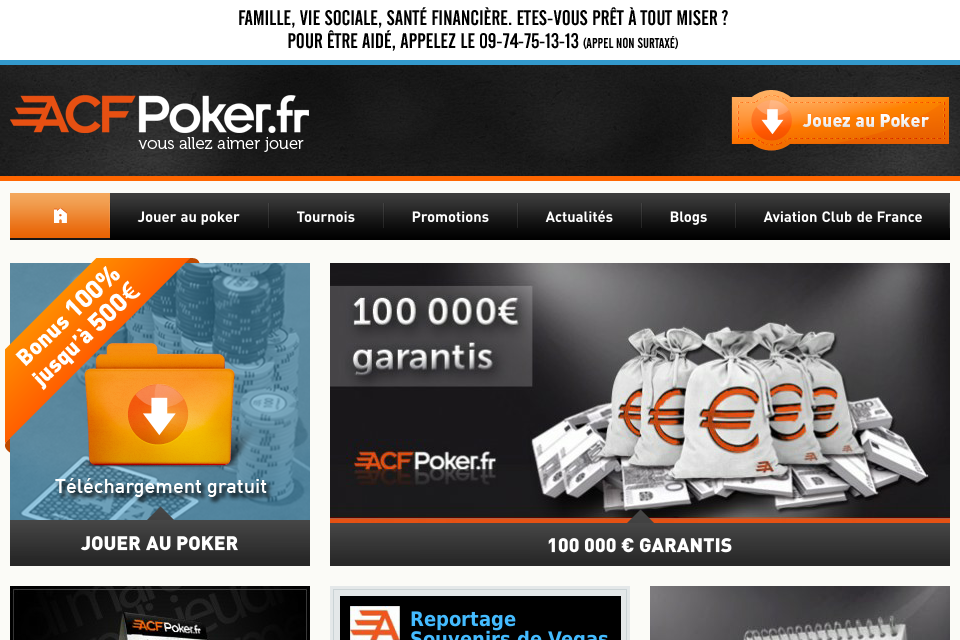 FAMILLE, VIE SOCIALE, SANTÉ FINANCIÈRE. ETES-VOUS PRÊT À TOUT MISER ?
POUR ÊTRE AIDÉ, APPELEZ LE 09-74-75-13-13 (APPEL NON SURTAXÉ)
ACFPoker.fr
vous allez aimer jouer
Jouez au Poker
Jouer au poker
Tournois
Promotions
Actualités
Blogs
Aviation Club de France
Bonus 100%
jusqu'à 500€
Téléchargement gratuit
JOUER AU POKER
100 000€
garantis
ACFPoker.fr
100 000 € GARANTIS
ACFPoker.fr
Reportage
Souvenirs de Vegas